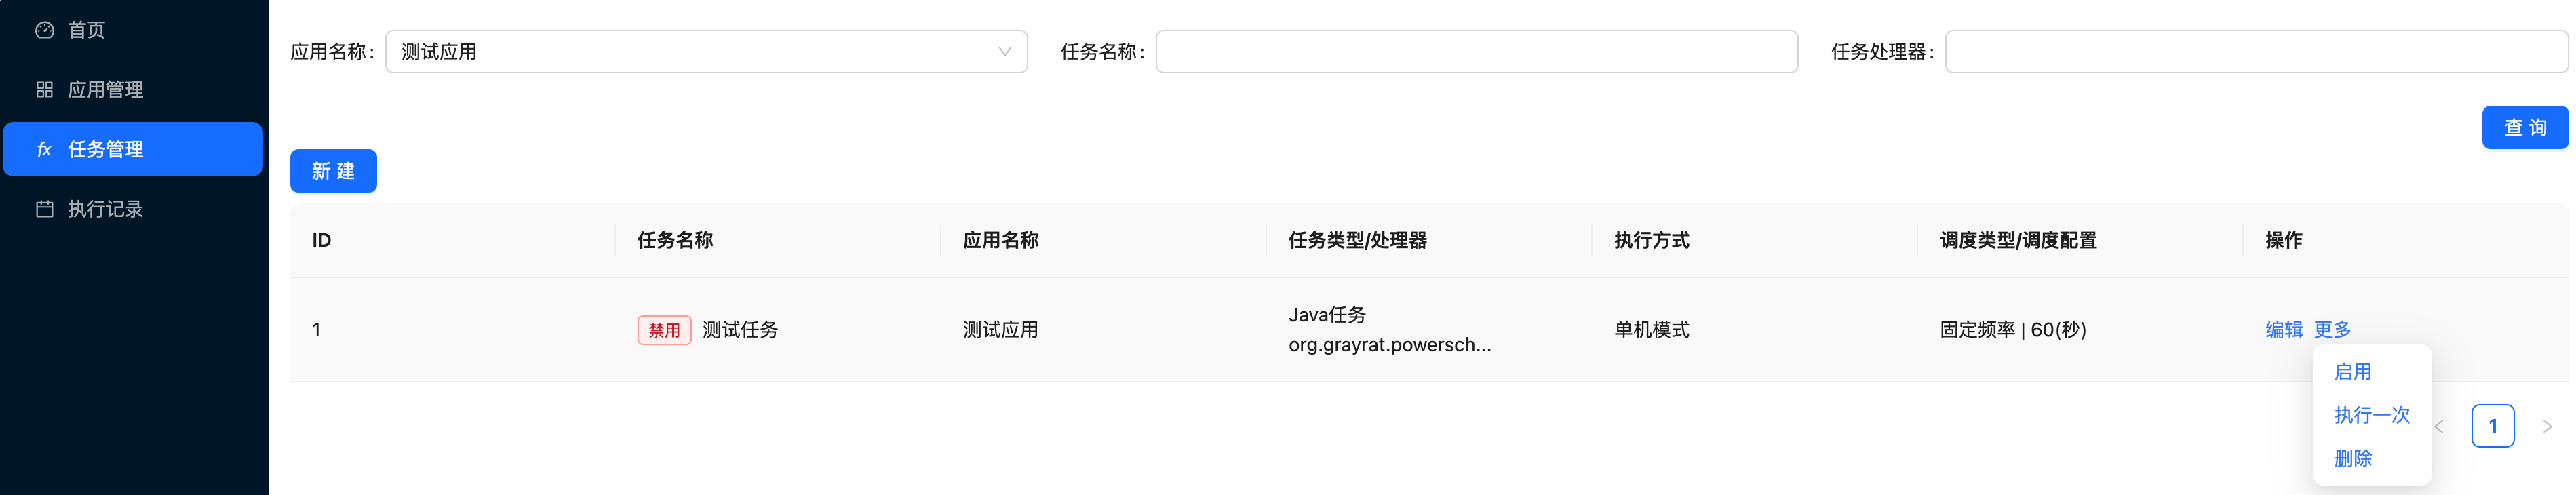 首页
应用管理
fx 任务管理
执行记录
应用名称: 测试应用 任务名称: 任务处理器:
查 询
新 建
ID 任务名称 应用名称 任务类型/处理器 执行方式 调度类型/调度配置 操作
1 禁用 测试任务 测试应用 Java任务 单机模式 固定频率 | 60(秒) 编辑 更多
org.grayrat.powersch...
启用
执行一次
删除
< 1 >